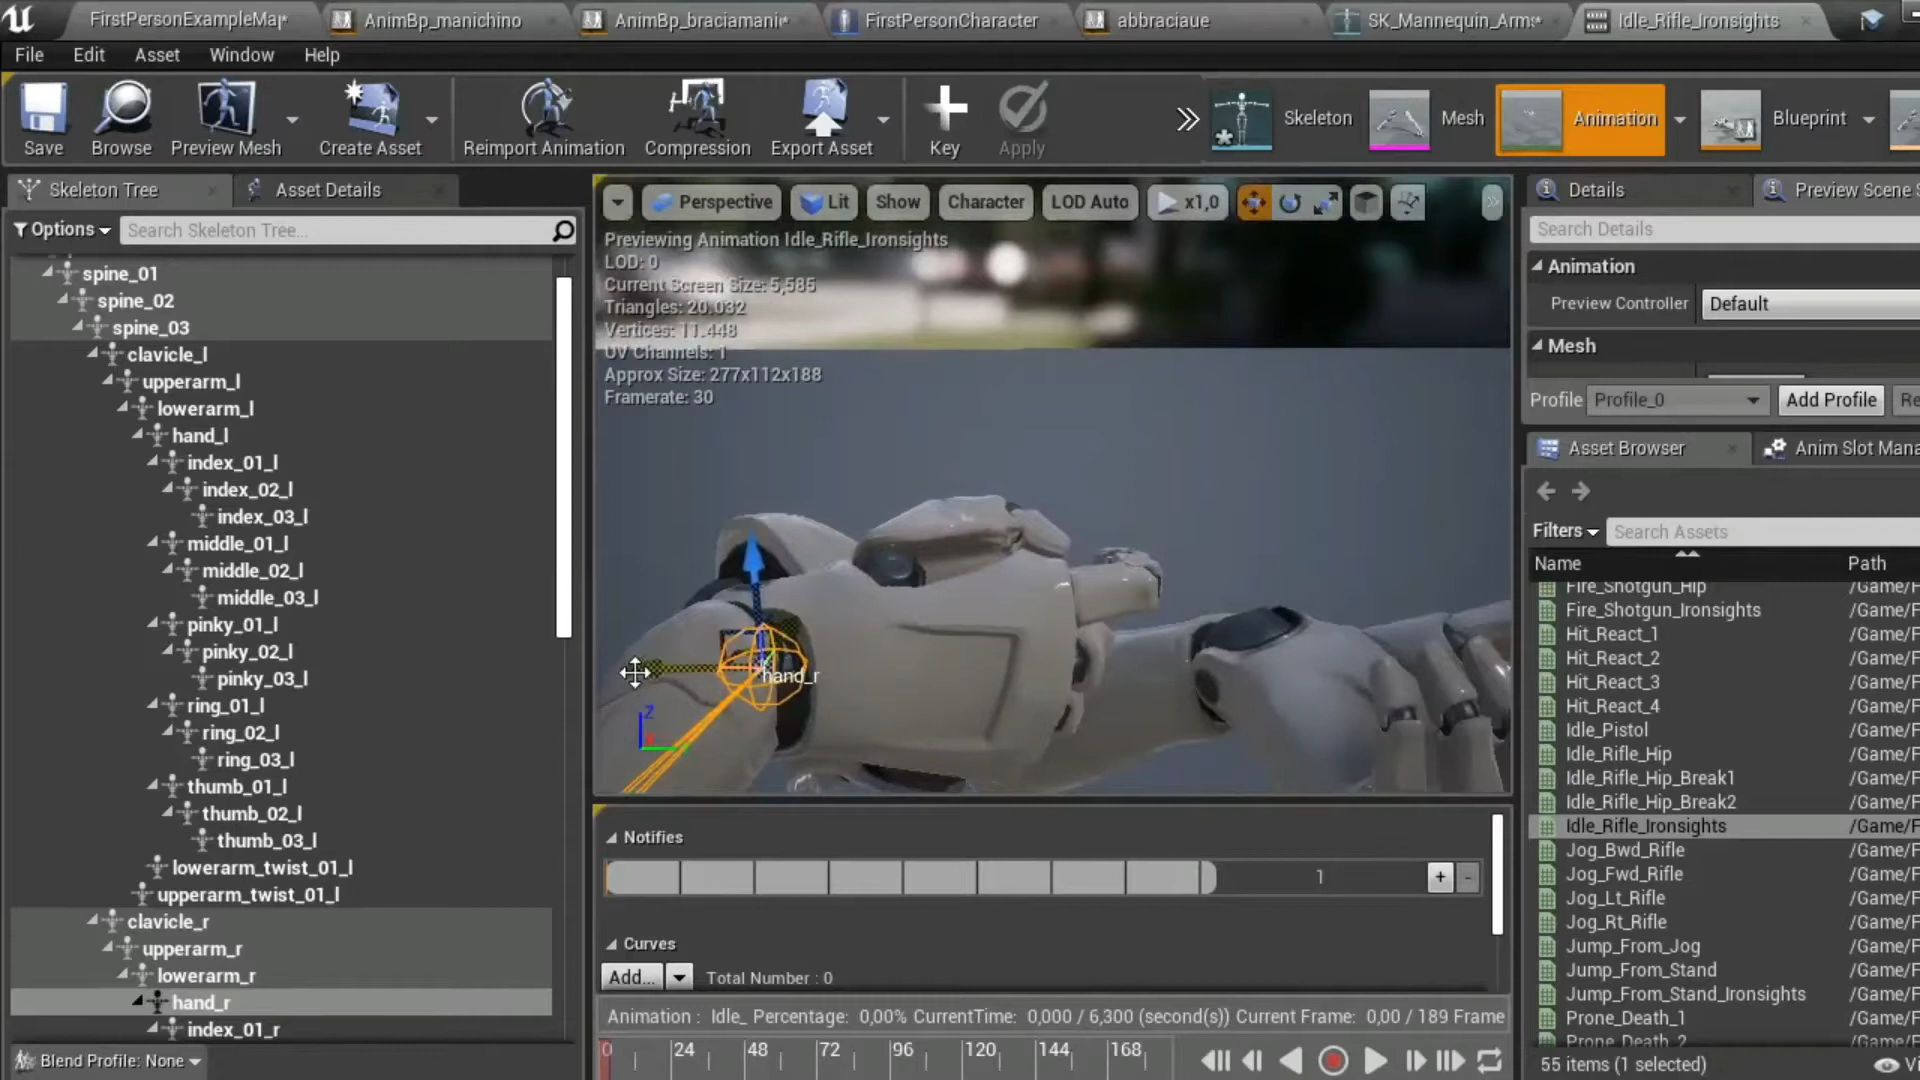 FirstPersonExampleMap*
AnimBp_manichino
AnimBp_braciamani*
FirstPersonCharacter
abbraciaue
SK_Mannequin_Arms*
Idle_Rifle_Ironsights
File Edit Asset Window Help
Save
Browse
Preview Mesh
Create Asset
Reimport Animation
Compression
Export Asset
Key
Apply
Skeleton
Mesh
Animation
Blueprint
Skeleton Tree
Asset Details
Options
Search Skeleton Tree...
spine_01
spine_02
spine_03
clavicle_l
upperarm_l
lowerarm_l
hand_l
index_01_l
index_02_l
index_03_l
middle_01_l
middle_02_l
middle_03_l
pinky_01_l
pinky_02_l
pinky_03_l
ring_01_l
ring_02_l
ring_03_l
thumb_01_l
thumb_02_l
thumb_03_l
lowerarm_twist_01_l
upperarm_twist_01_l
clavicle_r
upperarm_r
lowerarm_r
hand_r
index_01_r
Blend Profile: None
Perspective
Lit
Show
Character
LOD Auto
x1,0
Previewing Animation Idle_Rifle_Ironsights
LOD: 0
Current Screen Size: 5,585
Triangles: 20.032
Vertices: 11.448
UV Channels: 1
Approx Size: 277x112x188
Framerate: 30
hand_r
Z
X
Notifies
1
+
-
Curves
Add...
Total Number : 0
Animation : Idle_ Percentage: 0,00% CurrentTime: 0,000 / 6,300 (second(s)) Current Frame: 0,00 / 189 Frame
0 24 48 72 96 120 144 168
Details
Preview Scene S
Search Details
Animation
Preview Controller
Default
Mesh
Profile
Profile_0
Add Profile
Re
Asset Browser
Anim Slot Mana
Filters
Search Assets
Name
Path
Fire_Shotgun_Hip /Game/F
Fire_Shotgun_Ironsights /Game/F
Hit_React_1 /Game/F
Hit_React_2 /Game/F
Hit_React_3 /Game/F
Hit_React_4 /Game/F
Idle_Pistol /Game/F
Idle_Rifle_Hip /Game/F
Idle_Rifle_Hip_Break1 /Game/F
Idle_Rifle_Hip_Break2 /Game/F
Idle_Rifle_Ironsights /Game/F
Jog_Bwd_Rifle /Game/F
Jog_Fwd_Rifle /Game/F
Jog_Lt_Rifle /Game/F
Jog_Rt_Rifle /Game/F
Jump_From_Jog /Game/F
Jump_From_Stand /Game/F
Jump_From_Stand_Ironsights /Game/F
Prone_Death_1 /Game/F
Prone_Death_2 /Game/F
55 items (1 selected)
Vi